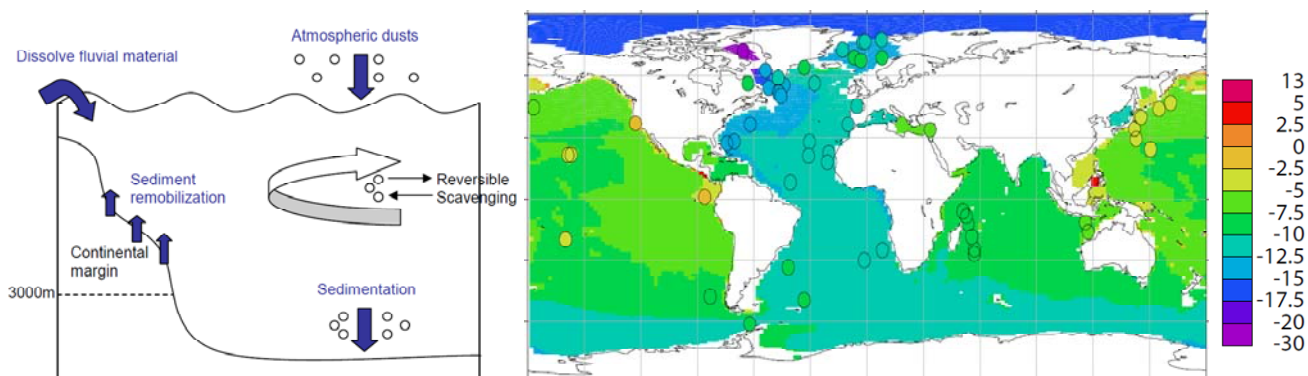 Atmospheric dusts
Dissolve fluvial material
Reversible
Scavenging
Sediment
remobilization
Continental
margin
3000m
Sedimentation
13
5
2.5
0
-2.5
-5
-7.5
-10
-12.5
-15
-17.5
-20
-30